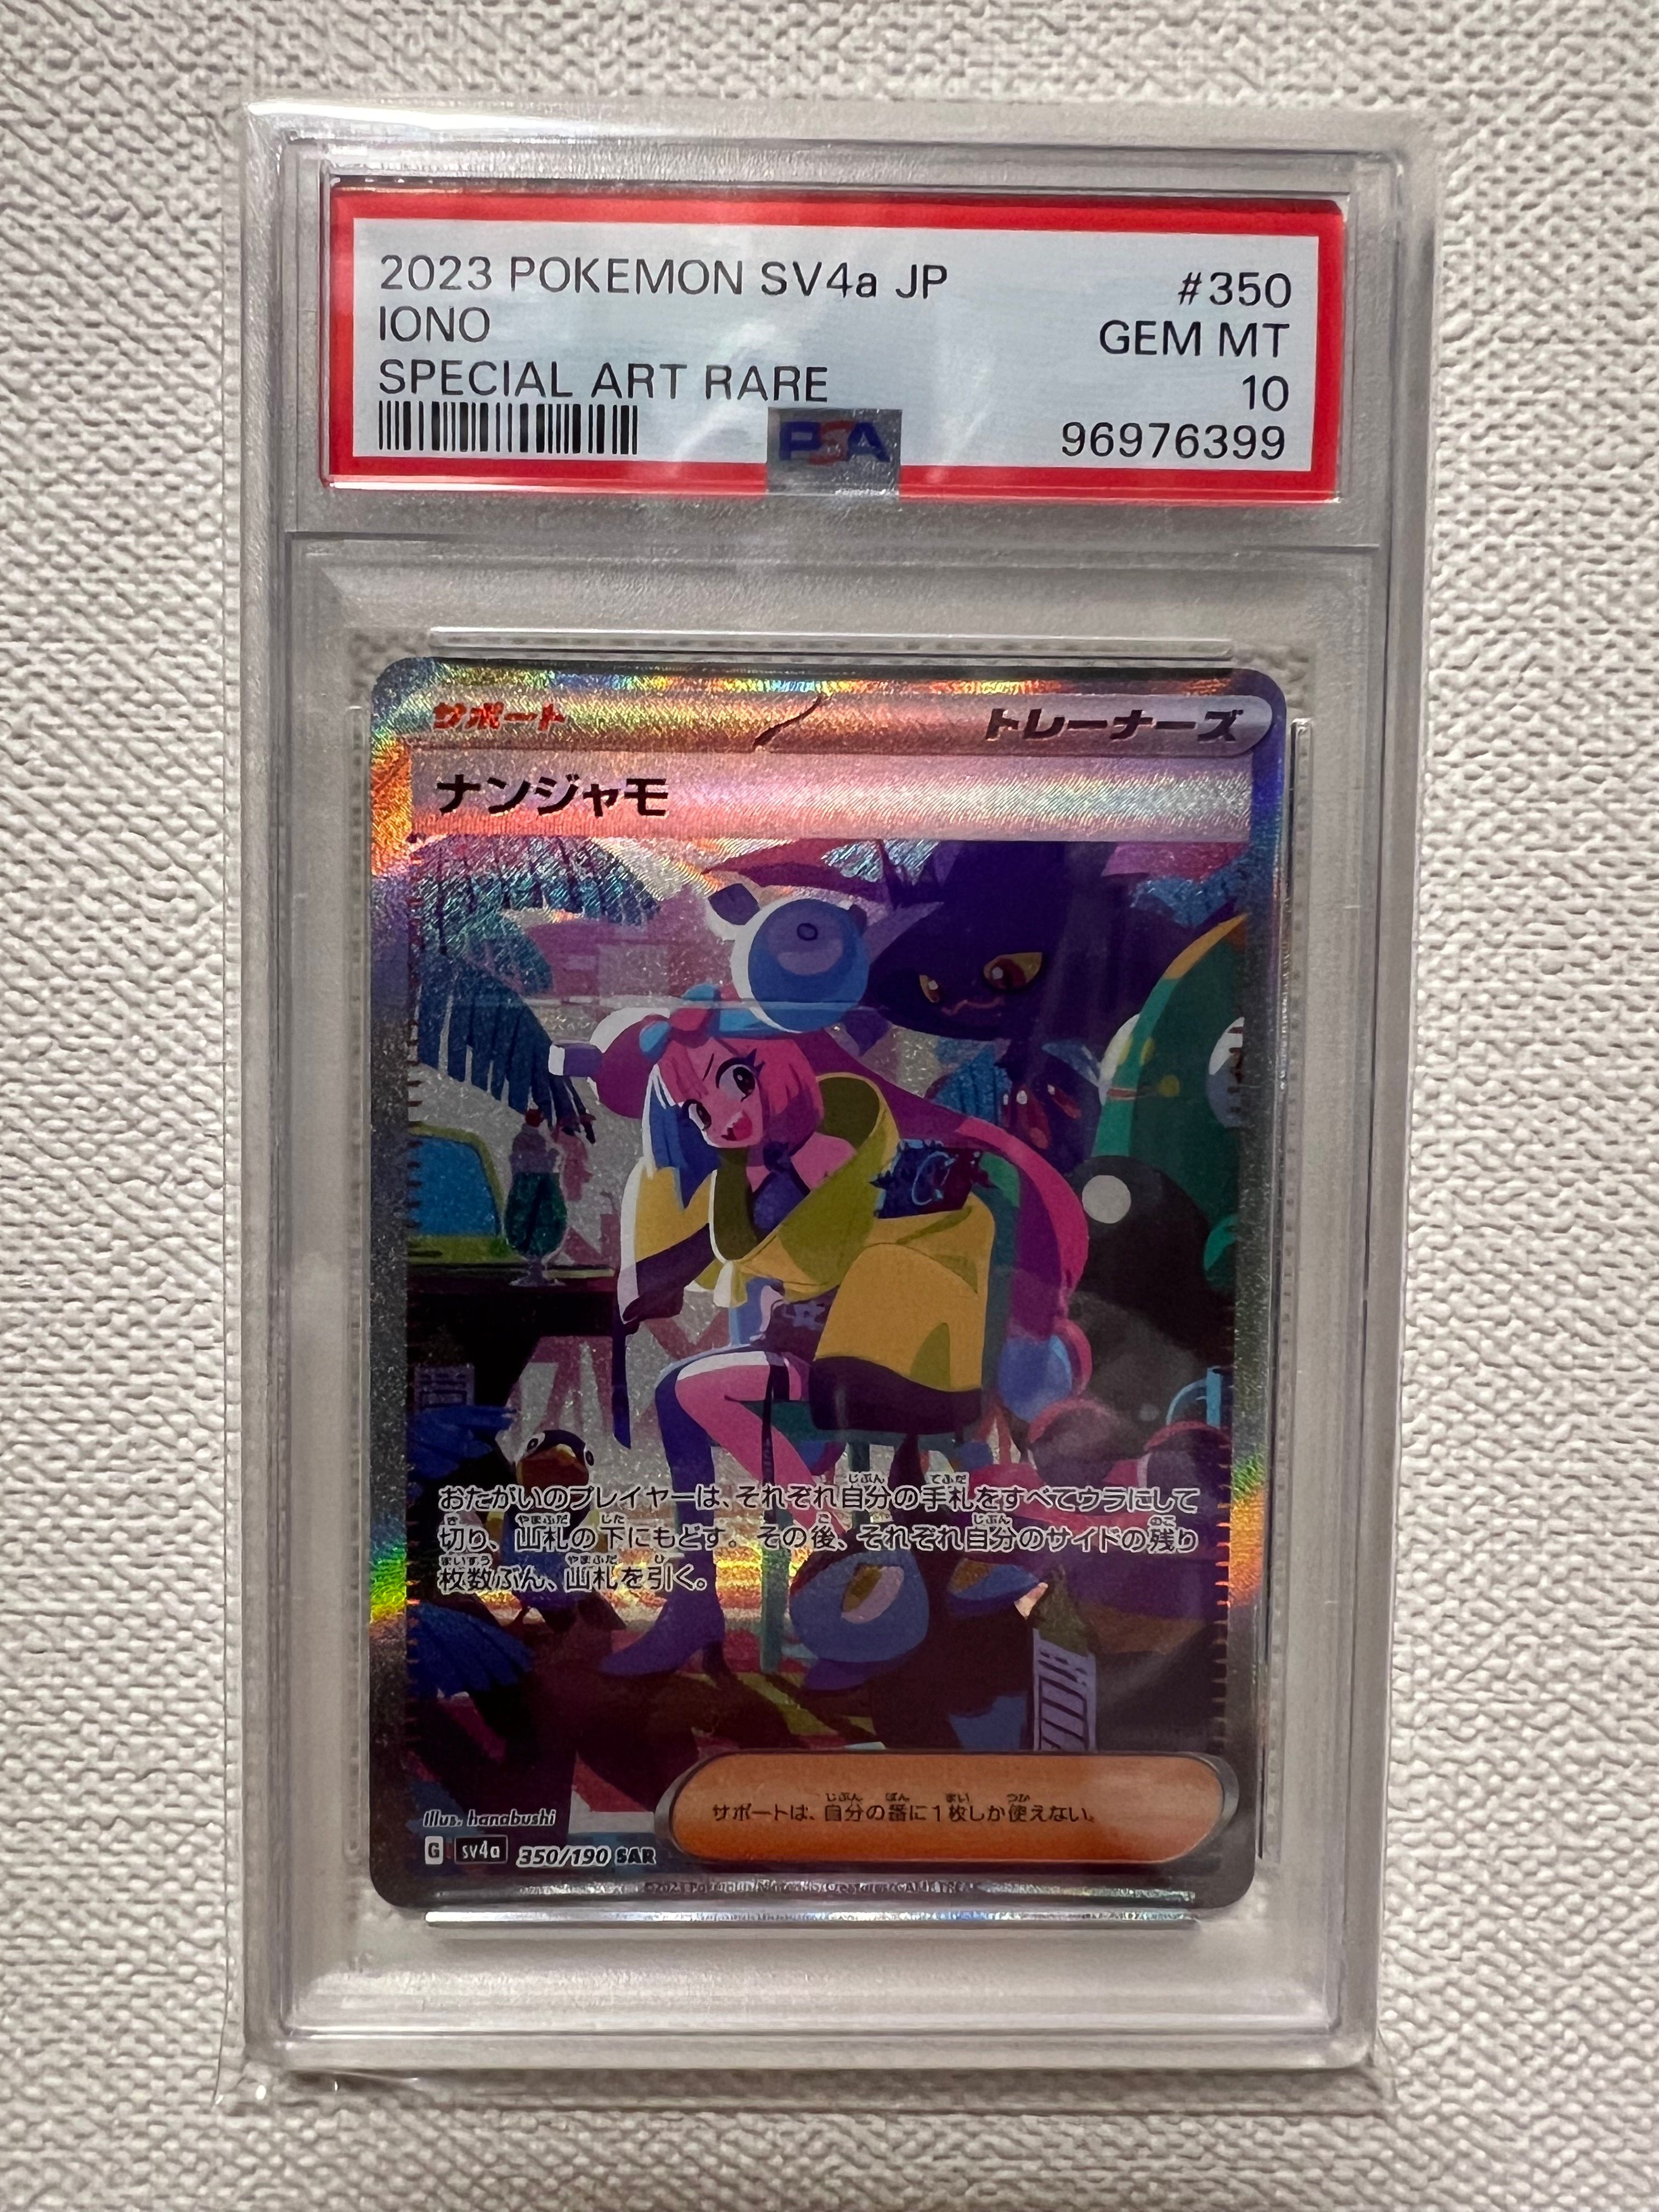 2023 POKEMON SV4a JP #350
IONO GEM MT
SPECIAL ART RARE 10
PSA 96976399
サポート トレーナーズ
ナンジャモ
おたがいのプレイヤーは、それぞれ自分の手札をすべてウラにして
切り、山札の下にもどす。その後、それぞれ自分のサイドの残り
枚数ぶん、山札を引く。
サポートは、自分の番に1枚しか使えない。
Illus. hanabushi
G sv4a 350/190 SAR
©2023 Pokémon/Nintendo/Creatures/GAME FREAK